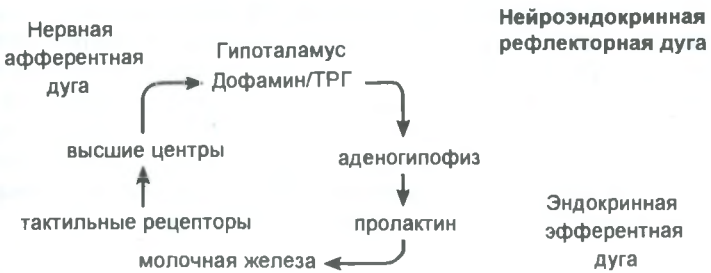 Нервная
афферентная
дуга
Гипоталамус
Дофамин/ТРГ
Нейроэндокринная
рефлекторная дуга
высшие центры
аденогипофиз
тактильные рецепторы
пролактин
молочная железа
Эндокринная
эфферентная
дуга